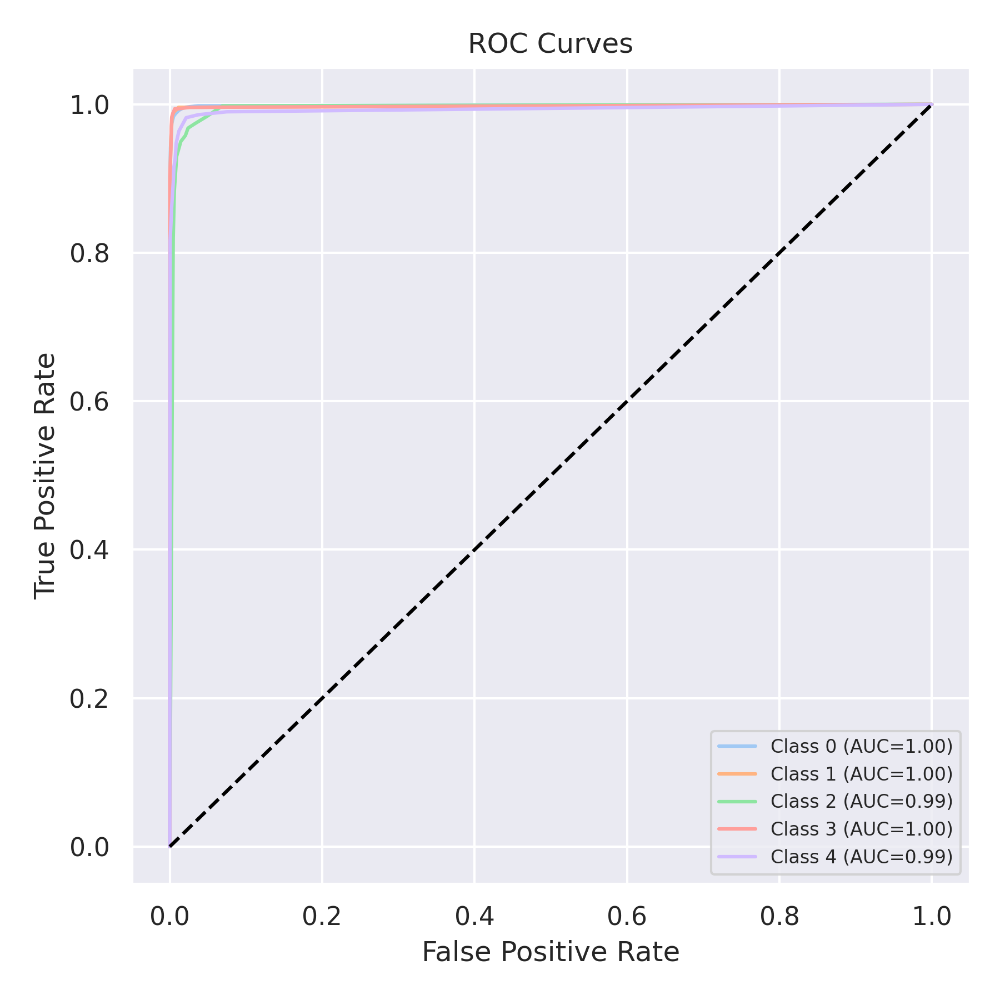 ROC Curves
True Positive Rate
1.0
0.8
0.6
0.4
0.2
0.0
Class 0 (AUC=1.00)
Class 1 (AUC=1.00)
Class 2 (AUC=0.99)
Class 3 (AUC=1.00)
Class 4 (AUC=0.99)
0.0 0.2 0.4 0.6 0.8 1.0
False Positive Rate